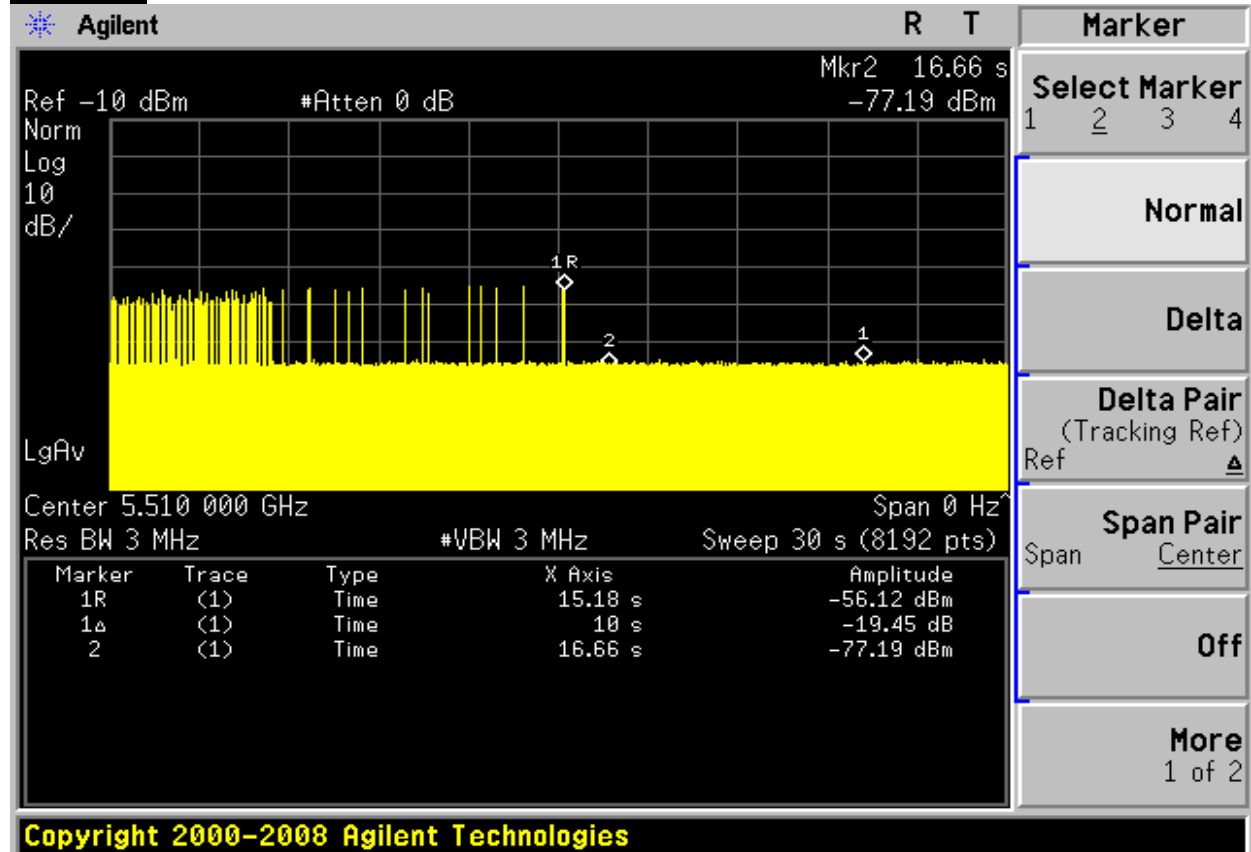 Agilent R T
Mkr2 16.66 s
Ref -10 dBm #Atten 0 dB -77.19 dBm
Norm
Log
10
dB/
1R
2
1
LgAv
Center 5.510 000 GHz Span 0 Hz^
Res BW 3 MHz #VBW 3 MHz Sweep 30 s (8192 pts)
Marker Trace Type X Axis Amplitude
1R (1) Time 15.18 s -56.12 dBm
1Δ (1) Time 10 s -19.45 dB
2 (1) Time 16.66 s -77.19 dBm
Marker
Select Marker
1 2 3 4
Normal
Delta
Delta Pair
(Tracking Ref)
Ref Δ
Span Pair
Span Center
Off
More
1 of 2
Copyright 2000-2008 Agilent Technologies